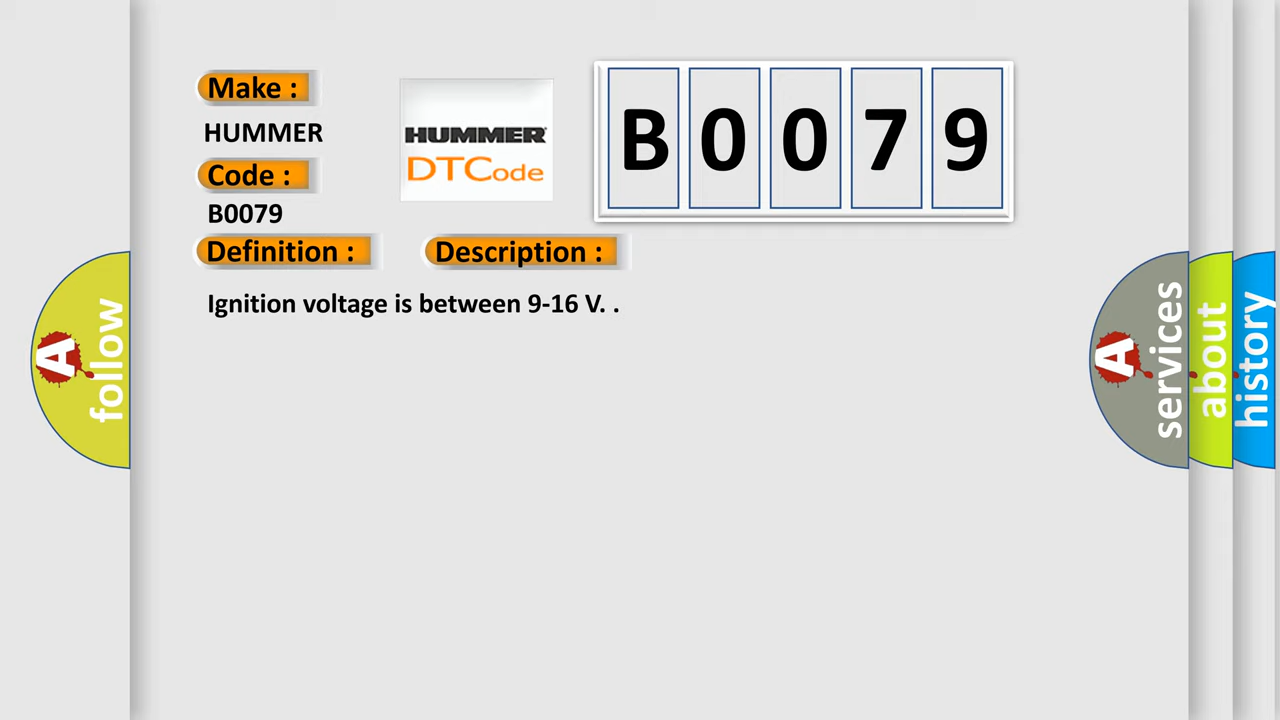 Make :
HUMMER
Code :
B0079
Definition :
Description :
Ignition voltage is between 9-16 V. .
HUMMER
DTCode
B0079
A follow
A services
about
history